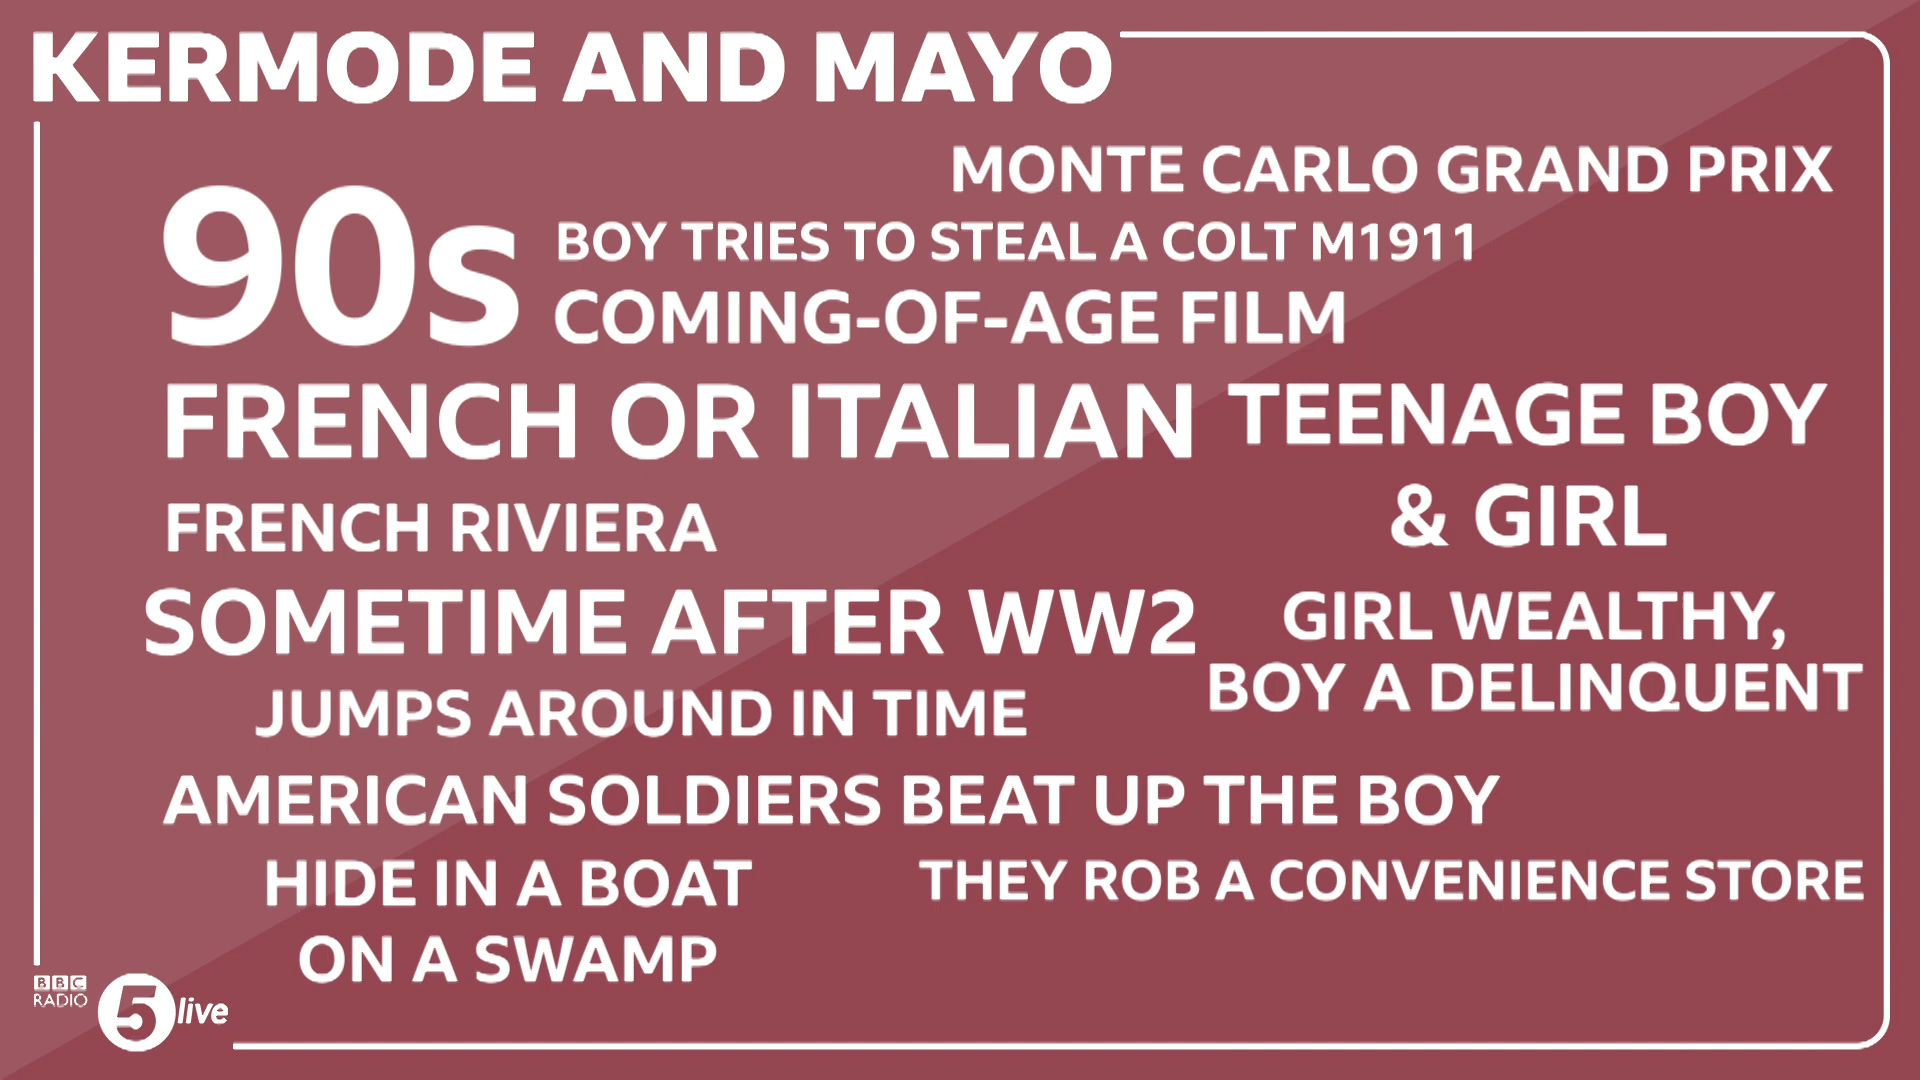 KERMODE AND MAYO
MONTE CARLO GRAND PRIX
90s
BOY TRIES TO STEAL A COLT M1911
COMING-OF-AGE FILM
FRENCH OR ITALIAN
TEENAGE BOY
& GIRL
FRENCH RIVIERA
SOMETIME AFTER WW2
GIRL WEALTHY,
BOY A DELINQUENT
JUMPS AROUND IN TIME
AMERICAN SOLDIERS BEAT UP THE BOY
HIDE IN A BOAT
ON A SWAMP
THEY ROB A CONVENIENCE STORE
BBC
RADIO
5 live